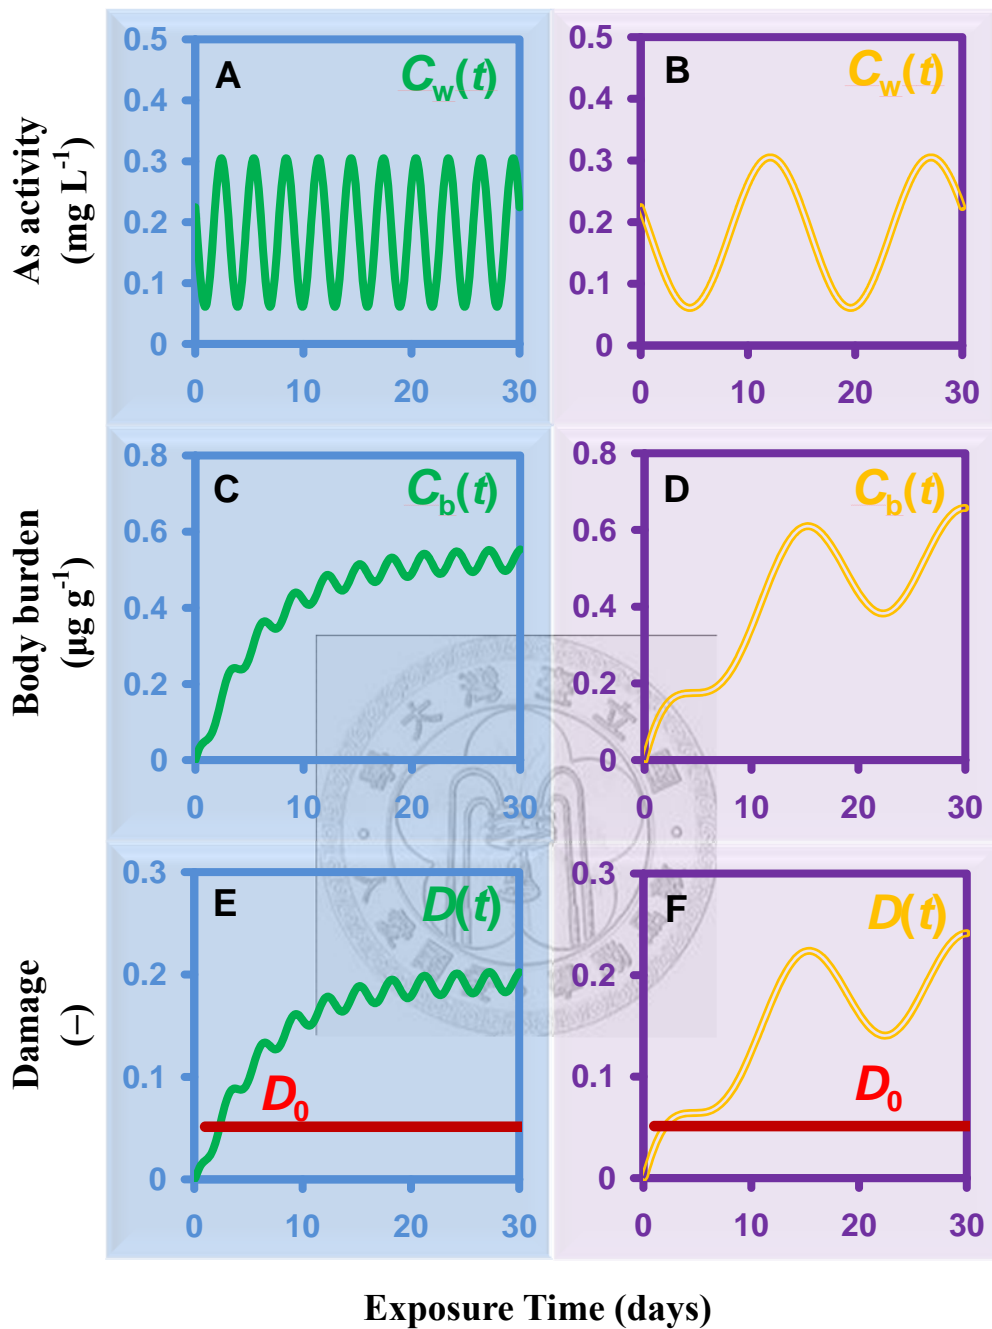 As activity
(mg L-1)
0.5
0.4
0.3
0.2
0.1
0
A
Cw(t)
0
10
20
30
0.5
0.4
0.3
0.2
0.1
0
B
Cw(t)
0
10
20
30
Body burden
(µg g-1)
0.8
0.6
0.4
0.2
0
C
Cb(t)
0
10
20
30
0.8
0.6
0.4
0.2
0
D
Cb(t)
0
10
20
30
Damage
(–)
0.3
0.2
0.1
0
E
D(t)
D0
0
10
20
30
0.3
0.2
0.1
0
F
D(t)
D0
0
10
20
30
Exposure Time (days)